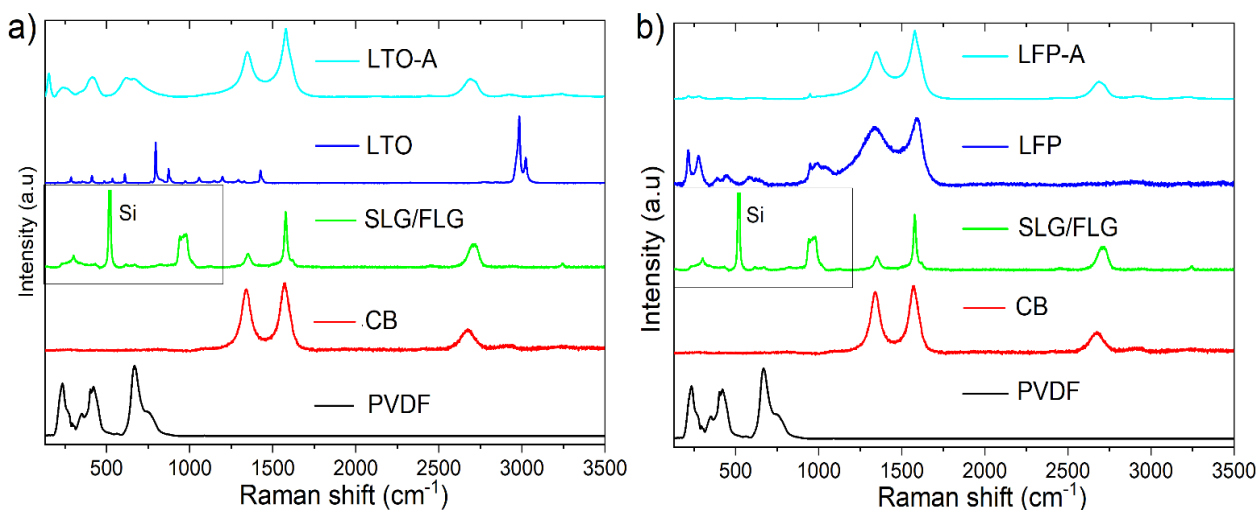 a)
LTO-A
LTO
Si
SLG/FLG
CB
PVDF
Intensity (a.u)
500 1000 1500 2000 2500 3000 3500
Raman shift (cm⁻¹)
b)
LFP-A
LFP
Si
SLG/FLG
CB
PVDF
Intensity (a.u)
500 1000 1500 2000 2500 3000 3500
Raman shift (cm⁻¹)